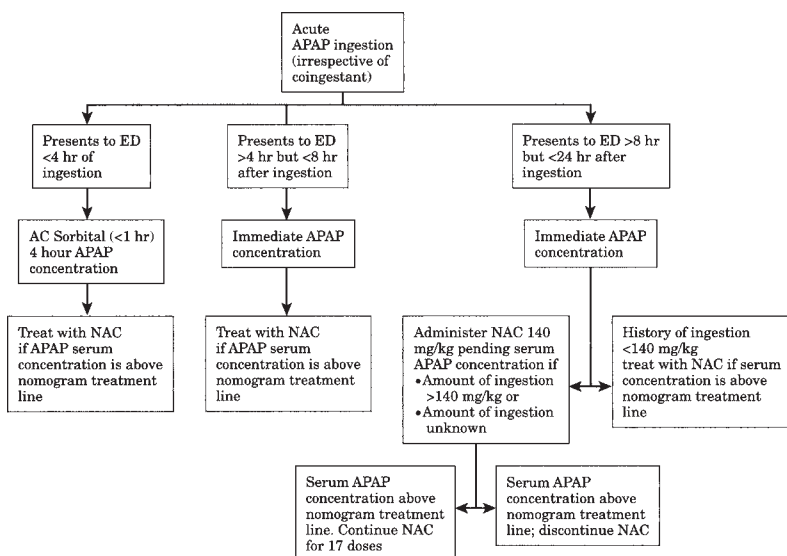 Acute
APAP ingestion
(irrespective of
coingestant)
Presents to ED
<4 hr of
ingestion
Presents to ED
>4 hr but <8 hr
after ingestion
Presents to ED >8 hr
but <24 hr after
ingestion
AC Sorbital (<1 hr)
4 hour APAP
concentration
Immediate APAP
concentration
Immediate APAP
concentration
Treat with NAC
if APAP serum
concentration is above
nomogram treatment
line
Treat with NAC
if APAP serum
concentration is above
nomogram treatment
line
Administer NAC 140
mg/kg pending serum
APAP concentration if
• Amount of ingestion
>140 mg/kg or
• Amount of ingestion
unknown
History of ingestion
<140 mg/kg
treat with NAC if serum
concentration is above
nomogram treatment
line
Serum APAP
concentration above
nomogram treatment
line. Continue NAC
for 17 doses
Serum APAP
concentration above
nomogram treatment
line; discontinue NAC